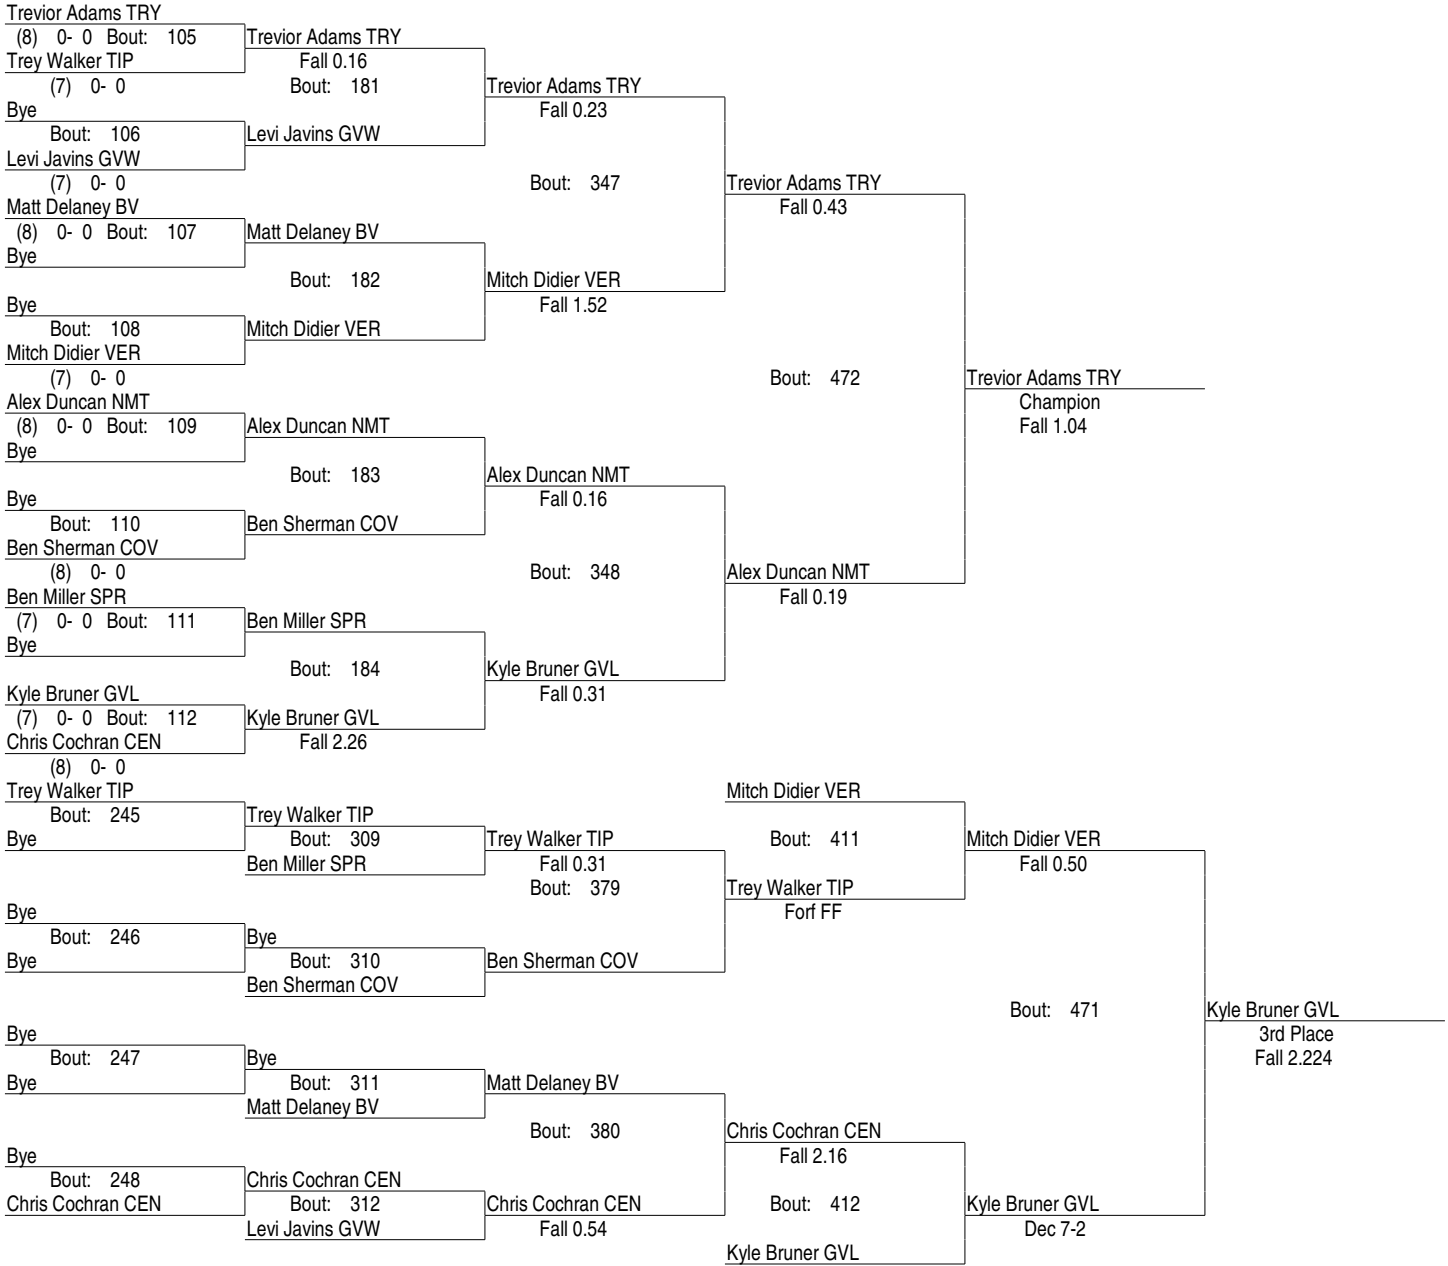 Trevior Adams TRY
(8) 0- 0 Bout: 105 Trevior Adams TRY
Trey Walker TIP Fall 0.16
(7) 0- 0 Bout: 181 Trevior Adams TRY
Bye Fall 0.23
Bout: 106 Levi Javins GVW
Levi Javins GVW
(7) 0- 0 Bout: 347 Trevior Adams TRY
Matt Delaney BV Fall 0.43
(8) 0- 0 Bout: 107 Matt Delaney BV
Bye
Bout: 182 Mitch Didier VER
Bye Fall 1.52
Bout: 108 Mitch Didier VER
Mitch Didier VER
(7) 0- 0 Bout: 472 Trevior Adams TRY
Alex Duncan NMT Champion
(8) 0- 0 Bout: 109 Alex Duncan NMT Fall 1.04
Bye
Bout: 183 Alex Duncan NMT
Bye Fall 0.16
Bout: 110 Ben Sherman COV
Ben Sherman COV
(8) 0- 0 Bout: 348 Alex Duncan NMT
Ben Miller SPR Fall 0.19
(7) 0- 0 Bout: 111 Ben Miller SPR
Bye
Bout: 184 Kyle Bruner GVL
Kyle Bruner GVL Fall 0.31
(7) 0- 0 Bout: 112 Kyle Bruner GVL
Chris Cochran CEN Fall 2.26
(8) 0- 0
Trey Walker TIP Mitch Didier VER
Bout: 245 Trey Walker TIP
Bye Bout: 309 Trey Walker TIP Bout: 411 Mitch Didier VER
Ben Miller SPR Fall 0.31 Fall 0.50
Bout: 379 Trey Walker TIP
Bye Forf FF
Bout: 246 Bye
Bye Bout: 310 Ben Sherman COV
Ben Sherman COV
Bout: 471 Kyle Bruner GVL
Bye 3rd Place
Bout: 247 Bye Fall 2.224
Bye Bout: 311 Matt Delaney BV
Matt Delaney BV
Bout: 380 Chris Cochran CEN
Bye Fall 2.16
Bout: 248 Chris Cochran CEN
Chris Cochran CEN Bout: 312 Chris Cochran CEN Bout: 412 Kyle Bruner GVL
Levi Javins GVW Fall 0.54 Dec 7-2
Kyle Bruner GVL